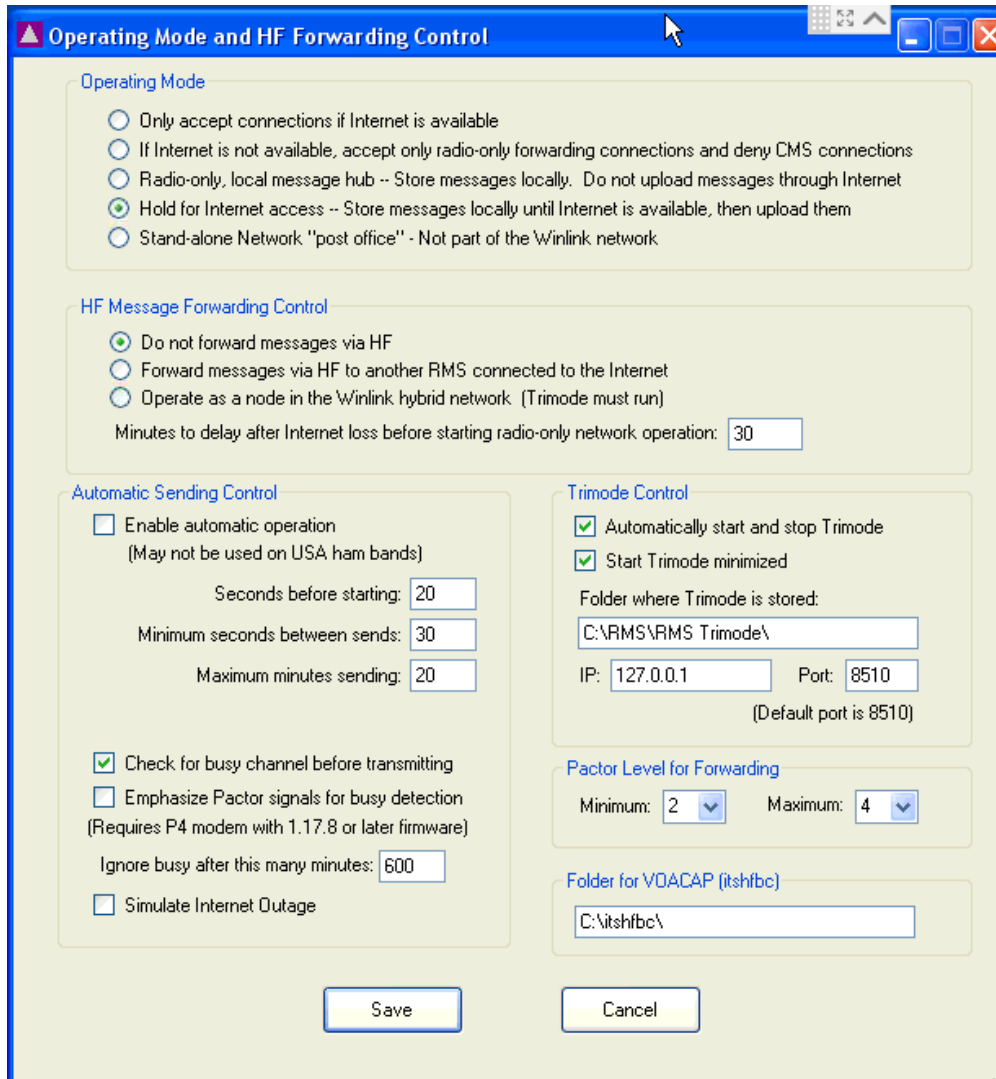 Operating Mode and HF Forwarding Control
Operating Mode
Only accept connections if Internet is available
If Internet is not available, accept only radio-only forwarding connections and deny CMS connections
Radio-only, local message hub -- Store messages locally.  Do not upload messages through Internet
Hold for Internet access -- Store messages locally until Internet is available, then upload them
Stand-alone Network "post office" - Not part of the Winlink network
HF Message Forwarding Control
Do not forward messages via HF
Forward messages via HF to another RMS connected to the Internet
Operate as a node in the Winlink hybrid network  (Trimode must run)
Minutes to delay after Internet loss before starting radio-only network operation: 30
Automatic Sending Control
Enable automatic operation
(May not be used on USA ham bands)
Seconds before starting: 20
Minimum seconds between sends: 30
Maximum minutes sending: 20
Check for busy channel before transmitting
Emphasize Pactor signals for busy detection
(Requires P4 modem with 1.17.8 or later firmware)
Ignore busy after this many minutes: 600
Simulate Internet Outage
Trimode Control
Automatically start and stop Trimode
Start Trimode minimized
Folder where Trimode is stored:
C:\RMS\RMS Trimode\
IP: 127.0.0.1 Port: 8510
(Default port is 8510)
Pactor Level for Forwarding
Minimum: 2 Maximum: 4
Folder for VOACAP (itshfbc)
C:\itshfbc\
Save Cancel